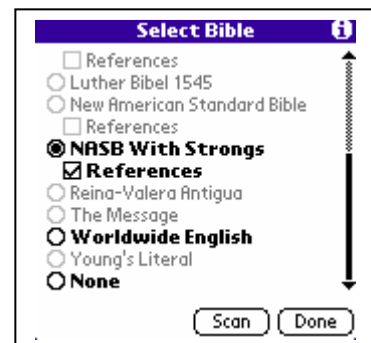 Select Bible i
References
Luther Bibel 1545
New American Standard Bible
References
NASB With Strongs
References
Reina-Valera Antigua
The Message
Worldwide English
Young's Literal
None
Scan Done